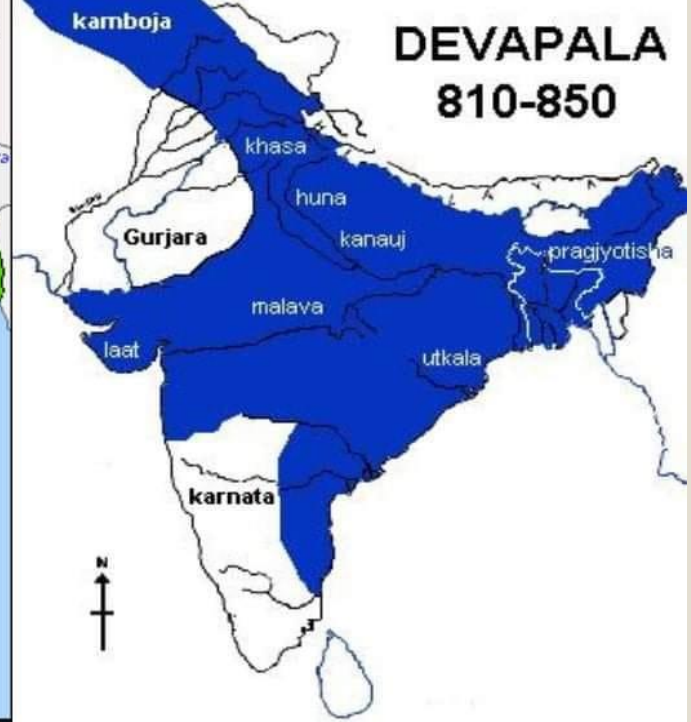 kamboja
DEVAPALA
810-850
khasa
huna
Gurjara
kanauj
pragjyotisha
malava
laat
utkala
karnata
N